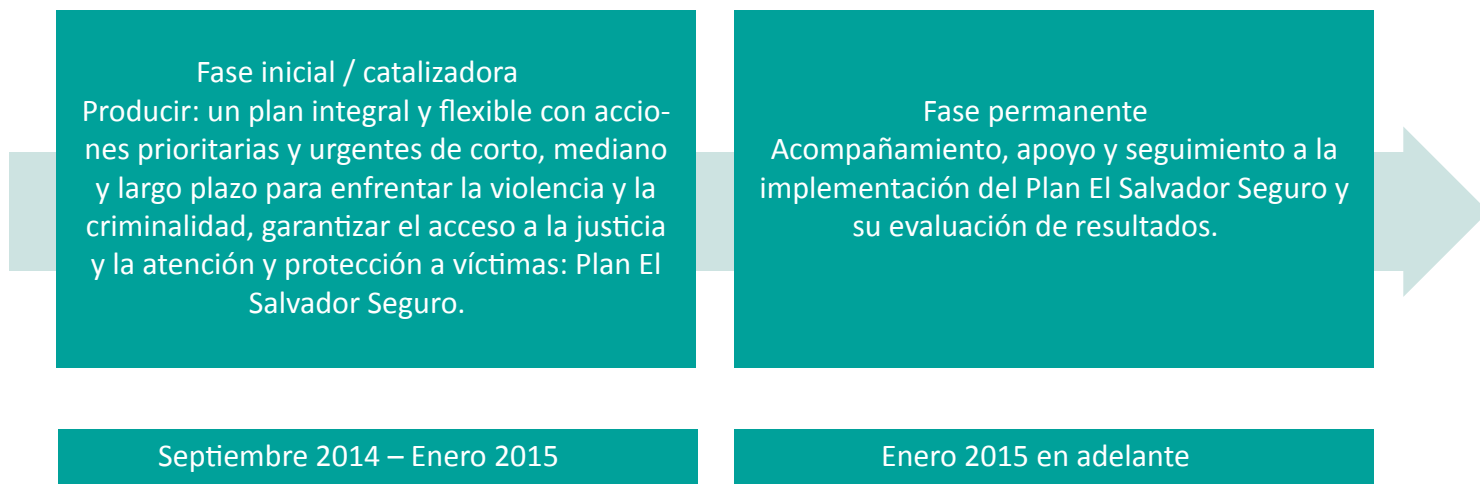 Fase inicial / catalizadora
Producir: un plan integral y flexible con accio-
nes prioritarias y urgentes de corto, mediano
y largo plazo para enfrentar la violencia y la
criminalidad, garantizar el acceso a la justicia
y la atención y protección a víctimas: Plan El
Salvador Seguro.
Fase permanente
Acompañamiento, apoyo y seguimiento a la
implementación del Plan El Salvador Seguro y
su evaluación de resultados.
Septiembre 2014 – Enero 2015
Enero 2015 en adelante